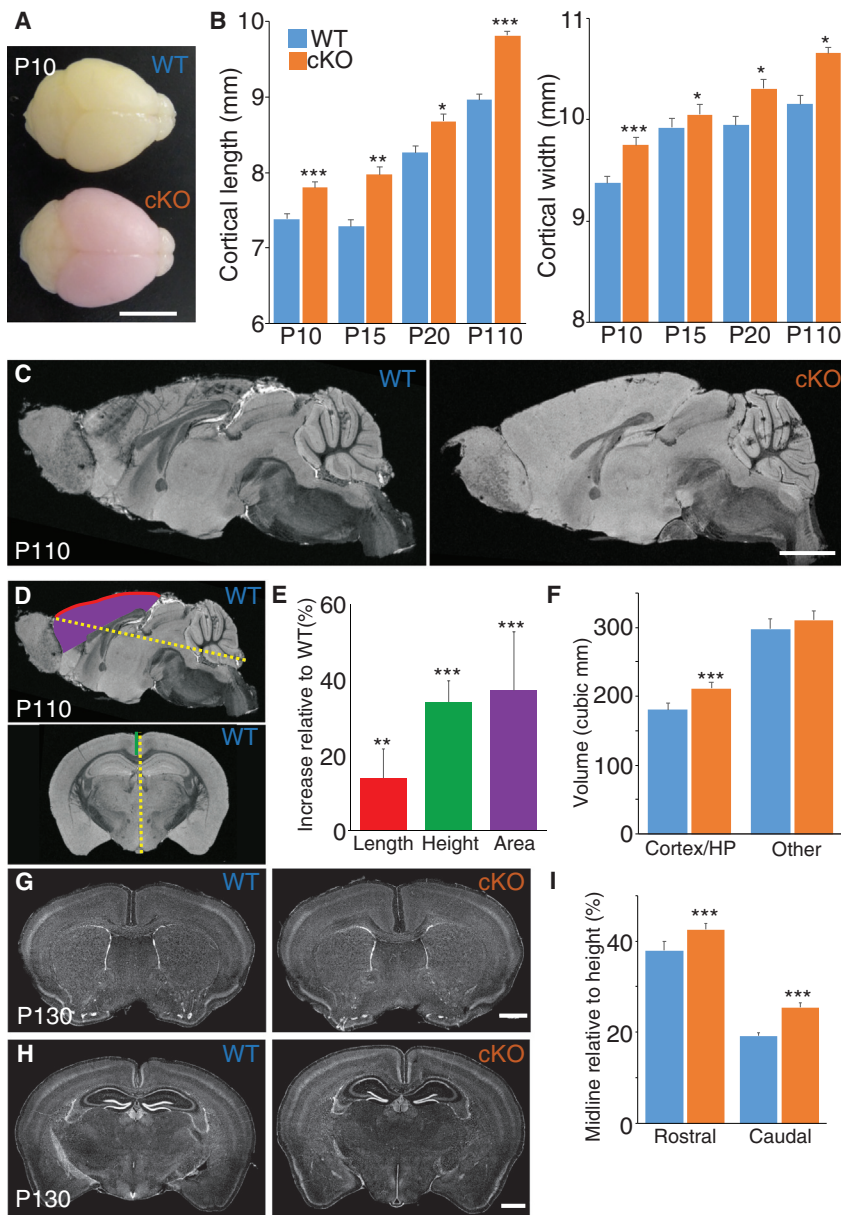 A
P10
WT
cKO
B
WT
cKO
Cortical length (mm)
10
9
8
7
6
***
**
*
***
P10 P15 P20 P110
Cortical width (mm)
11
10
9
8
***
*
*
*
P10 P15 P20 P110
C
WT
P110
cKO
D
WT
P110
WT
E
Increase relative to WT(%)
60
40
20
0
**
***
***
Length Height Area
F
Volume (cubic mm)
300
200
100
0
***
Cortex/HP Other
G
WT
P130
cKO
H
WT
P130
cKO
I
Midline relative to height (%)
40
20
0
***
***
Rostral Caudal